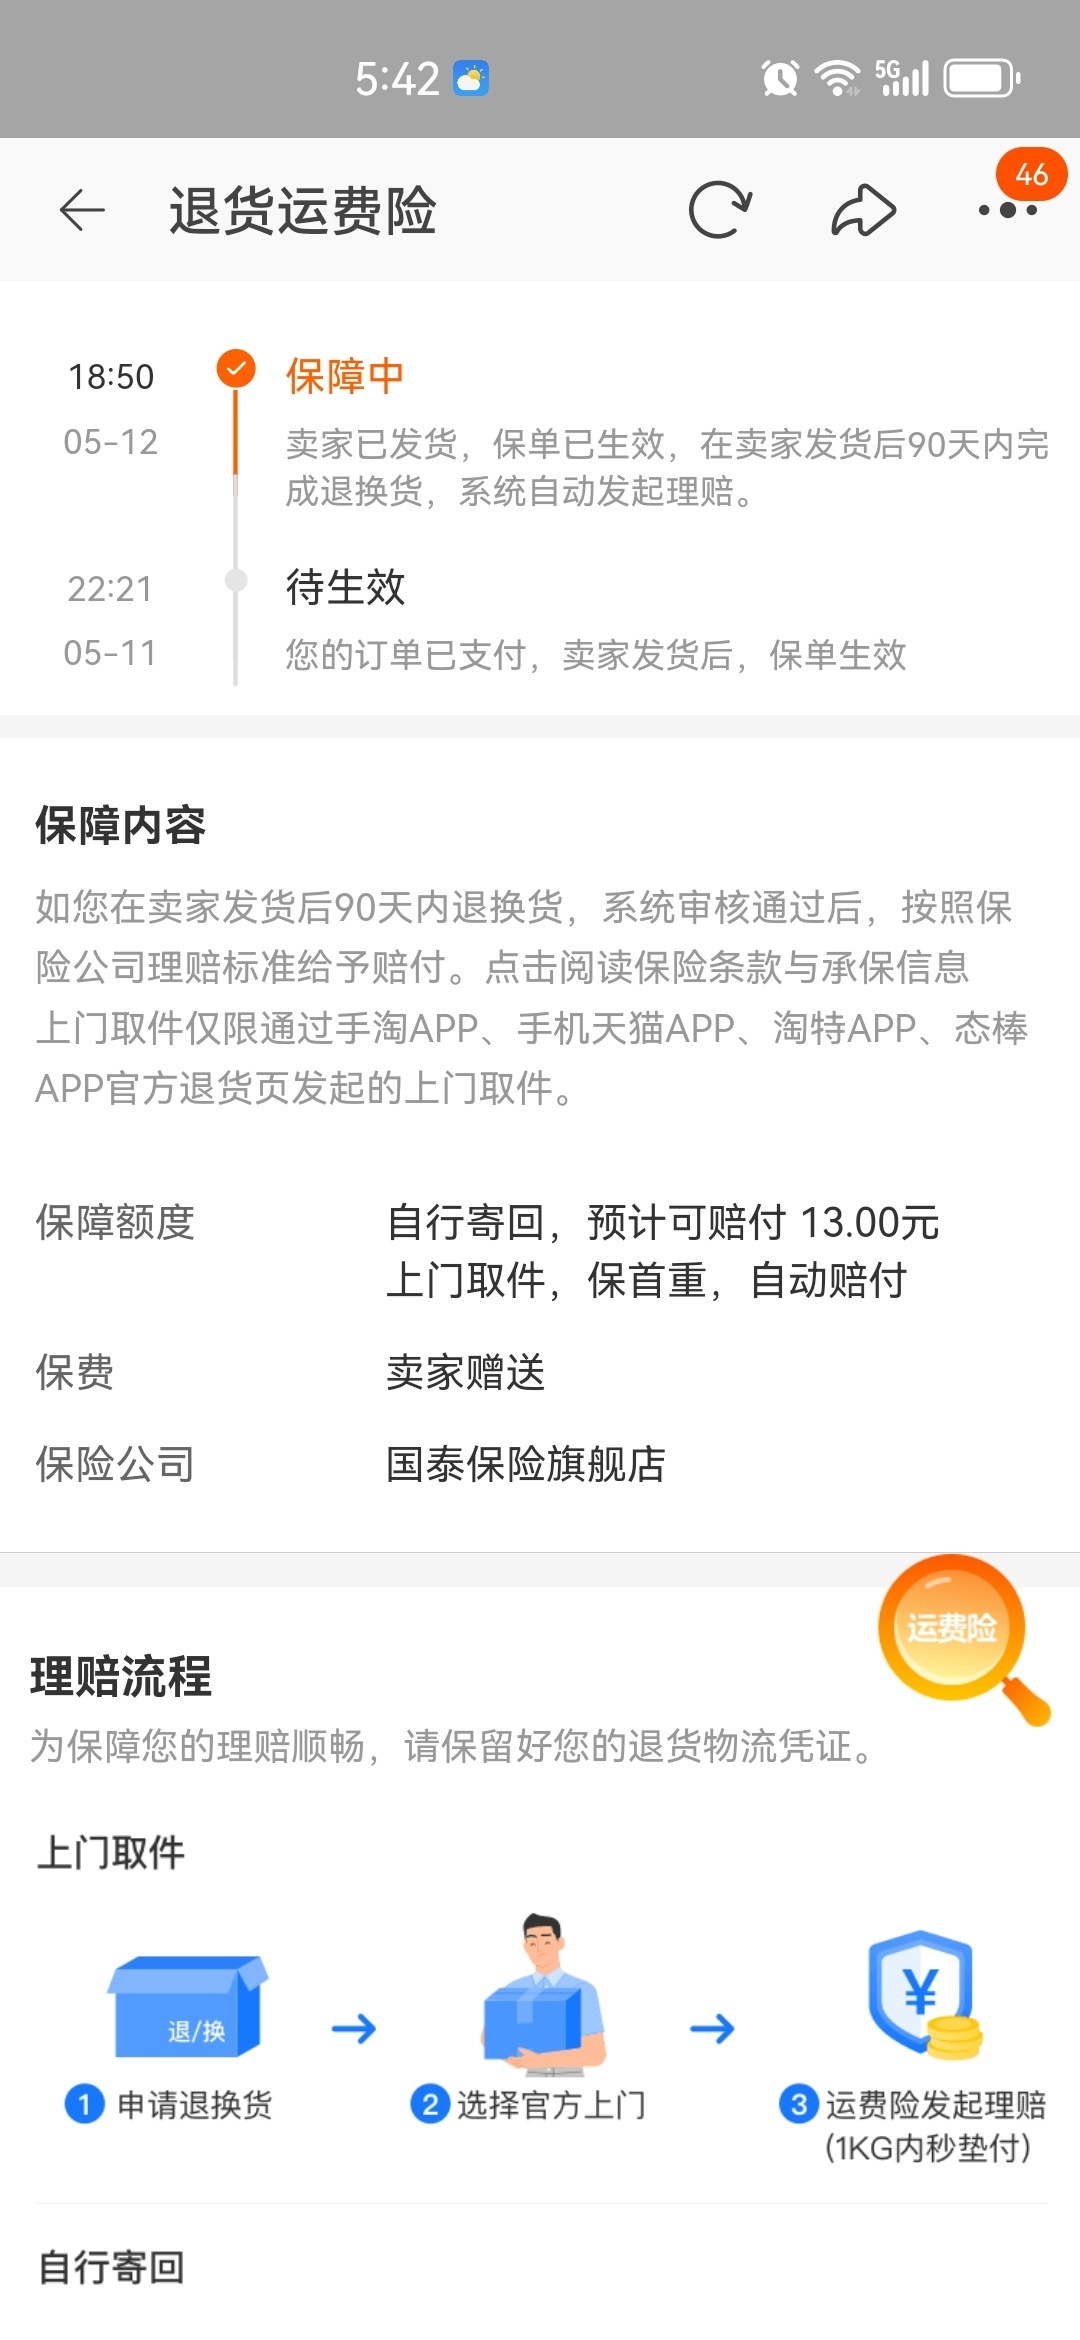 5:42
5G
退货运费险
46
18:50
保障中
05-12
卖家已发货，保单已生效，在卖家发货后90天内完
成退换货，系统自动发起理赔。
22:21
待生效
05-11
您的订单已支付，卖家发货后，保单生效
保障内容
如您在卖家发货后90天内退换货，系统审核通过后，按照保
险公司理赔标准给予赔付。点击阅读保险条款与承保信息
上门取件仅限通过手淘APP、手机天猫APP、淘特APP、态棒
APP官方退货页发起的上门取件。
保障额度
自行寄回，预计可赔付 13.00元
上门取件，保首重，自动赔付
保费
卖家赠送
保险公司
国泰保险旗舰店
运费险
理赔流程
为保障您的理赔顺畅，请保留好您的退货物流凭证。
上门取件
退/换
¥
1 申请退换货
2 选择官方上门
3 运费险发起理赔
(1KG内秒垫付)
自行寄回